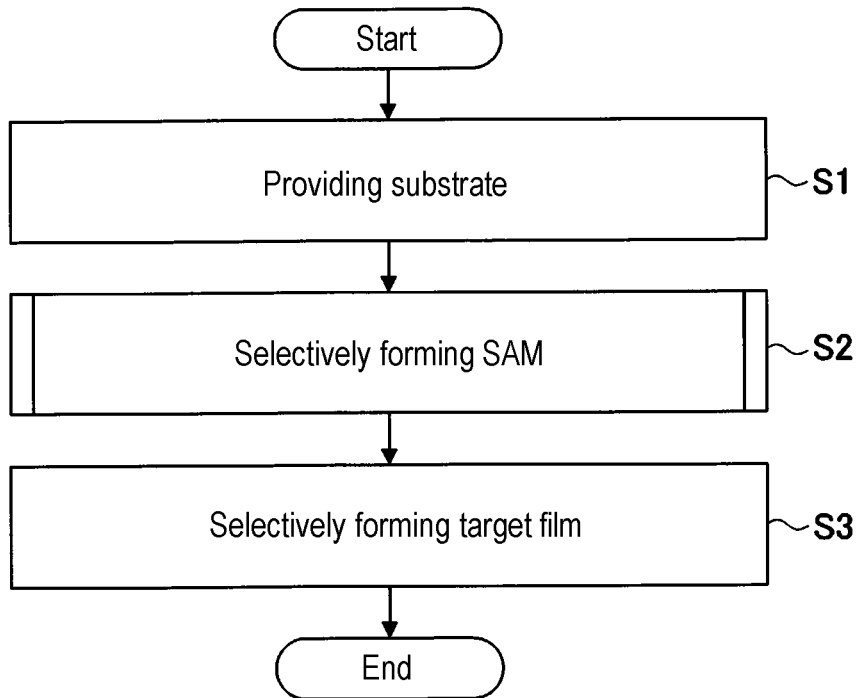 Start
Providing substrate
S1
Selectively forming SAM
S2
Selectively forming target film
S3
End